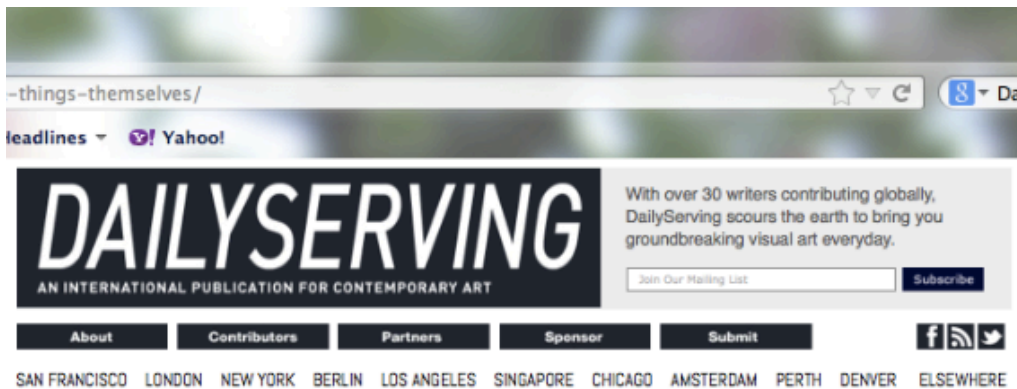 -things-themselves/
Headlines
Yahoo!
DAILYSERVING
AN INTERNATIONAL PUBLICATION FOR CONTEMPORARY ART
With over 30 writers contributing globally,
DailyServing scours the earth to bring you
groundbreaking visual art everyday.
Join Our Mailing List Subscribe
About Contributors Partners Sponsor Submit
SAN FRANCISCO LONDON NEW YORK BERLIN LOS ANGELES SINGAPORE CHICAGO AMSTERDAM PERTH DENVER ELSEWHERE